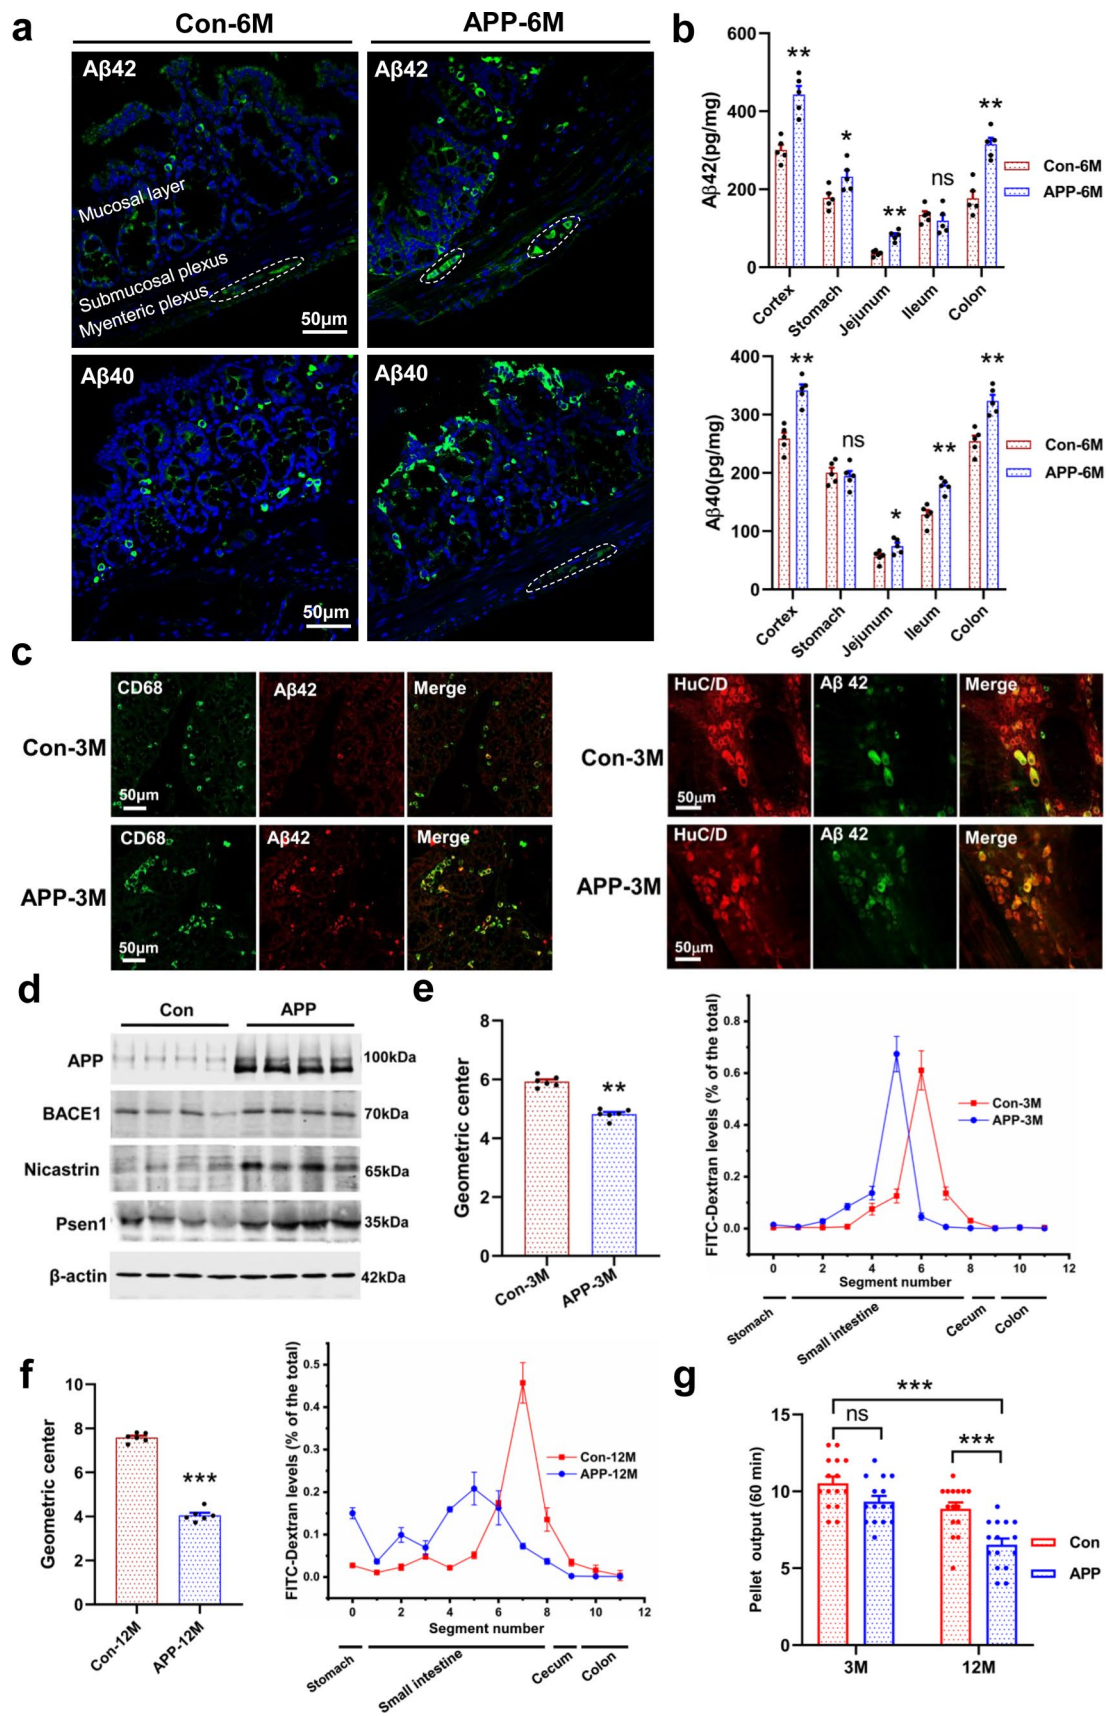 a
Con-6M
APP-6M
Aβ42
Aβ42
Mucosal layer
Submucosal plexus
Myenteric plexus
50μm
50μm
Aβ40
Aβ40
50μm
50μm
b
Aβ42(pg/mg)
600
400
200
0
**
*
**
ns
**
Con-6M
APP-6M
Cortex
Stomach
Jejunum
Ileum
Colon
Aβ40(pg/mg)
400
300
200
100
0
**
ns
*
**
**
Con-6M
APP-6M
Cortex
Stomach
Jejunum
Ileum
Colon
c
CD68
Aβ42
Merge
Con-3M
50μm
CD68
Aβ42
Merge
APP-3M
50μm
HuC/D
Aβ 42
Merge
Con-3M
50μm
HuC/D
Aβ 42
Merge
APP-3M
50μm
d
Con
APP
APP
100kDa
BACE1
70kDa
Nicastrin
65kDa
Psen1
35kDa
β-actin
42kDa
e
Geometric center
8
6
4
2
0
**
Con-3M
APP-3M
FITC-Dextran levels (% of the total)
0.8
0.6
0.4
0.2
0.0
Con-3M
APP-3M
0 2 4 6 8 10 12
Segment number
Stomach
Small intestine
Cecum
Colon
f
Geometric center
10
8
6
4
2
0
***
Con-12M
APP-12M
FITC-Dextran levels (% of the total)
0.5
0.4
0.3
0.2
0.1
0.0
Con-12M
APP-12M
0 2 4 6 8 10 12
Segment number
Stomach
Small intestine
Cecum
Colon
g
Pellet output (60 min)
15
10
5
0
***
ns
***
Con
APP
3M
12M